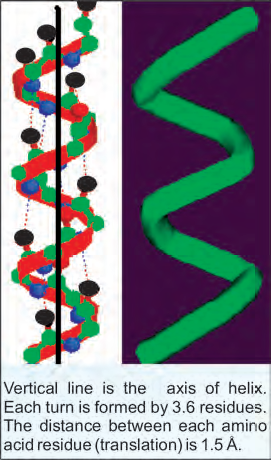 Vertical line is the axis of helix.
Each turn is formed by 3.6 residues.
The distance between each amino
acid residue (translation) is 1.5 Å.